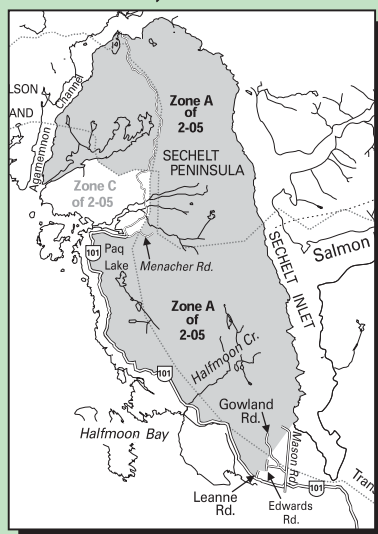 LSON
AND
Agamemnon
Channel
Zone A
of
2-05
SECHELT
PENINSULA
Zone C
of 2-05
101
Paq
Lake
Menacher Rd.
SECHELT INLET
Salmon
Zone A
of
2-05
Halfmoon Cr.
101
Gowland
Rd.
Halfmoon Bay
Mason Rd.
Leanne
Rd.
Edwards
Rd.
101
Tran